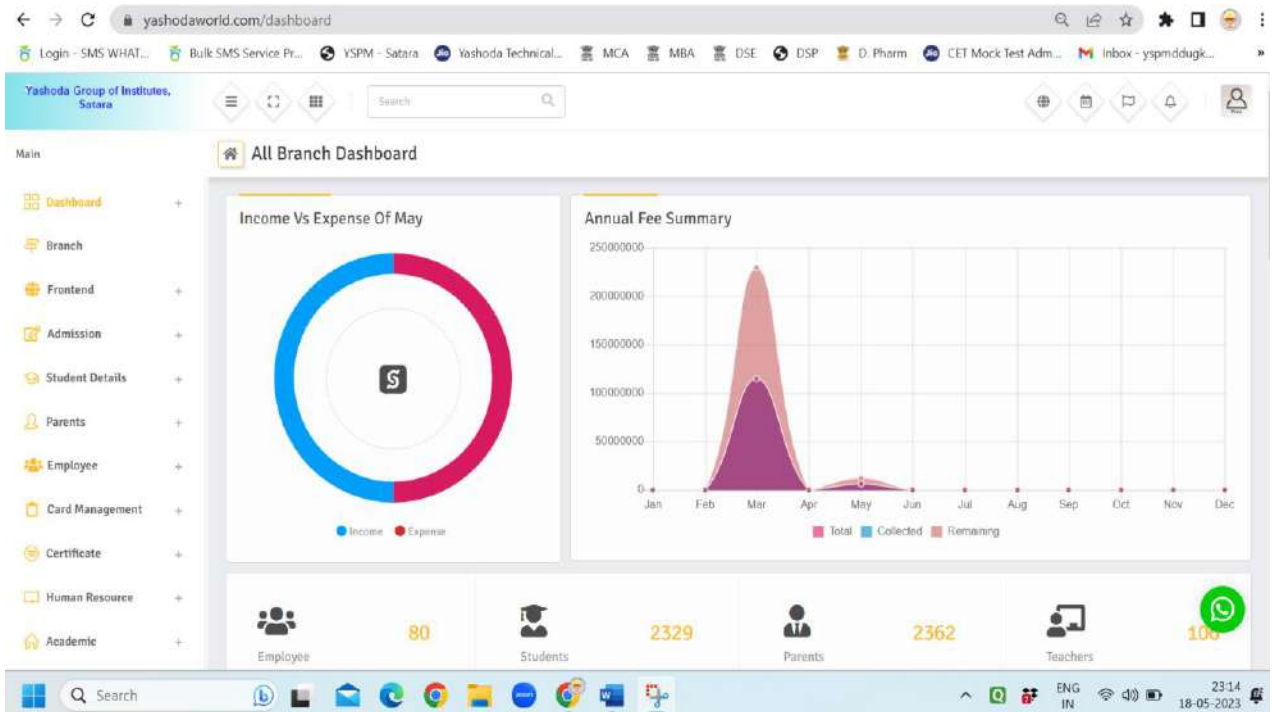 yashodaworld.com/dashboard
Login - SMS WHAT...
Bulk SMS Service Pr...
YSPM - Satara
Yashoda Technical...
MCA
MBA
DSE
DSP
D. Pharm
CET Mock Test Adm...
Inbox - yspmddugk...
»
Yashoda Group of Institutes,
Satara
Search
Main
All Branch Dashboard
Dashboard +
Branch
Frontend +
Admission +
Student Details +
Parents +
Employee +
Card Management +
Certificate +
Human Resource +
Academic +
Income Vs Expense Of May
Income Expense
Annual Fee Summary
250000000
200000000
150000000
100000000
50000000
0
Jan Feb Mar Apr May Jun Jul Aug Sep Oct Nov Dec
Total Collected Remaining
80
Employee
2329
Students
2362
Parents
Teachers
Search
ENG
IN
23:14
18-05-2023